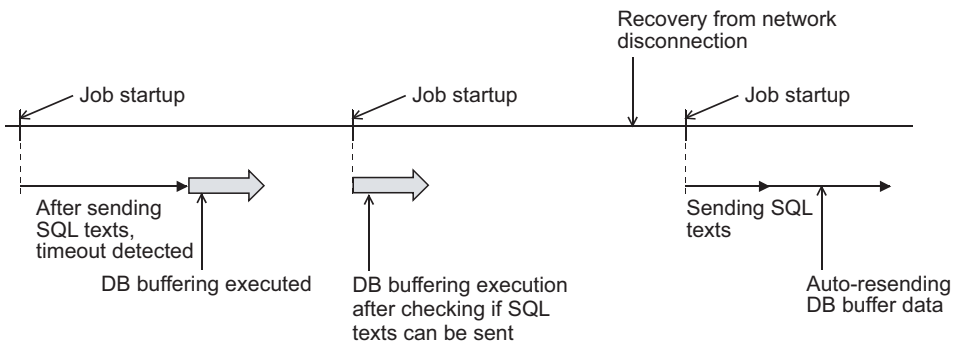 Recovery from network
disconnection
Job startup
Job startup
Job startup
After sending
SQL texts,
timeout detected
DB buffering executed
DB buffering execution
after checking if SQL
texts can be sent
Sending SQL
texts
Auto-resending
DB buffer data